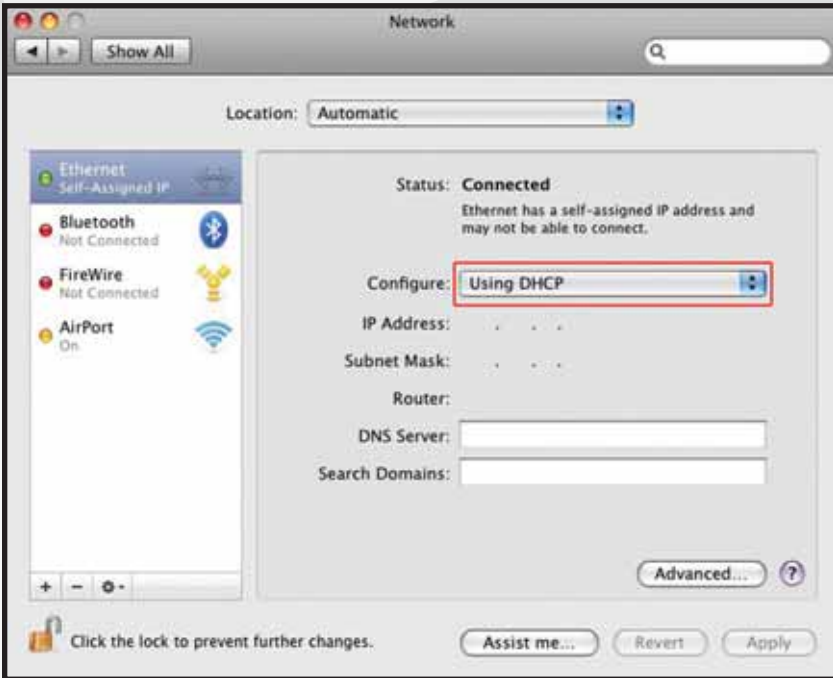 Network
Show All
Location: Automatic
Ethernet
Self-Assigned IP
Bluetooth
Not Connected
FireWire
Not Connected
AirPort
On
Status: Connected
Ethernet has a self-assigned IP address and
may not be able to connect.
Configure: Using DHCP
IP Address: . . .
Subnet Mask: . . .
Router:
DNS Server:
Search Domains:
Advanced... ?
+ −
Click the lock to prevent further changes.
Assist me... Revert Apply